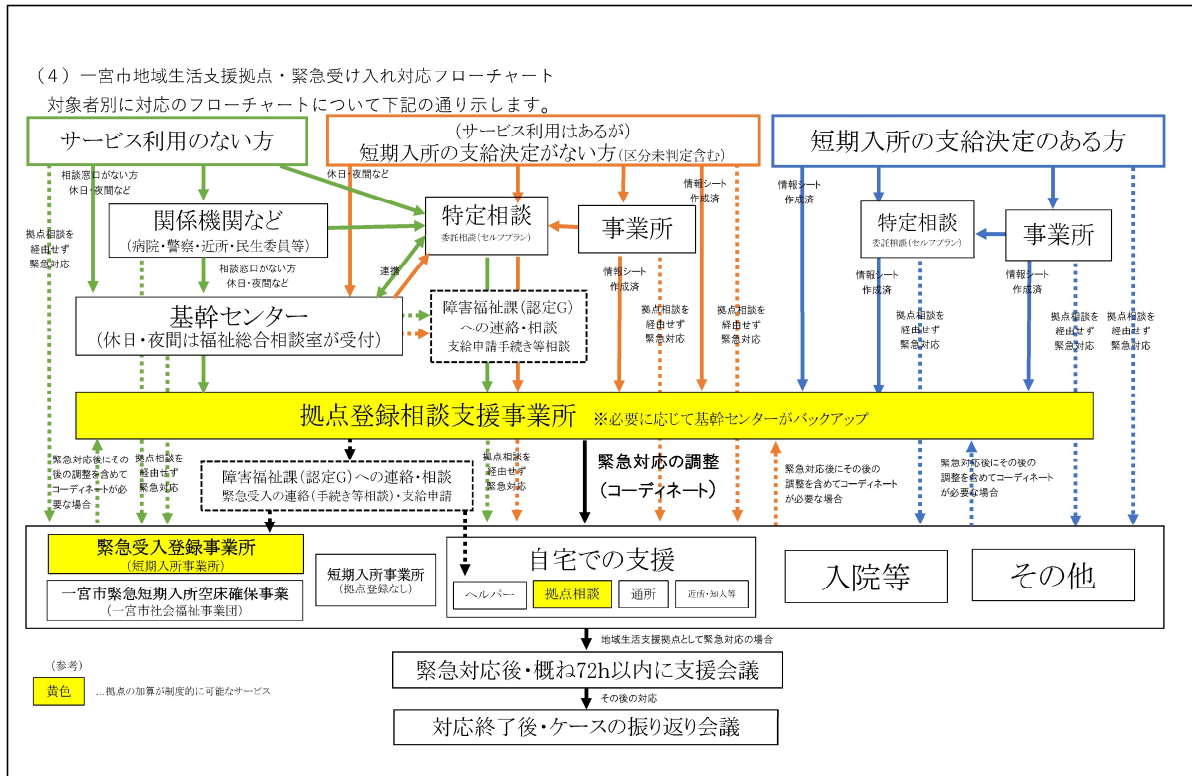 （４）一宮市地域生活支援拠点・緊急受け入れ対応フローチャート
対象者別に対応のフローチャートについて下記の通り示します。
サービス利用のない方
(サービス利用はあるが)
短期入所の支給決定がない方(区分未判定含む)
短期入所の支給決定のある方
相談窓口がない方
休日・夜間など
休日・夜間など
情報シート
作成済
情報シート
作成済
拠点相談を
経由せず
緊急対応
関係機関など
(病院・警察・近所・民生委員等)
特定相談
委託相談(セルフプラン)
事業所
特定相談
委託相談(セルフプラン)
事業所
相談窓口がない方
休日・夜間など
連携
情報シート
作成済
情報シート
作成済
情報シート
作成済
基幹センター
(休日・夜間は福祉総合相談室が受付)
障害福祉課(認定G)
への連絡・相談
支給申請手続き等相談
拠点相談を
経由せず
緊急対応
拠点相談を
経由せず
緊急対応
拠点相談を
経由せず
緊急対応
拠点登録相談支援事業所 ※必要に応じて基幹センターがバックアップ
緊急対応後にその
後の調整を含めて
コーディネートが必
要な場合
拠点相談を
経由せず
緊急対応
障害福祉課(認定G)への連絡・相談
緊急受入の連絡(手続き等相談)・支給申請
拠点相談を
経由せず
緊急対応
緊急対応の調整
(コーディネート)
緊急対応後にその後の
調整を含めてコーディネート
が必要な場合
緊急対応後にその後の
調整を含めてコーディネート
が必要な場合
緊急受入登録事業所
(短期入所事業所)
一宮市緊急短期入所空床確保事業
(一宮市社会福祉事業団)
短期入所事業所
(拠点登録なし)
自宅での支援
ヘルパー
拠点相談
通所
近所・知人等
入院等
その他
地域生活支援拠点として緊急対応の場合
緊急対応後・概ね72h以内に支援会議
その後の対応
対応終了後・ケースの振り返り会議
(参考)
黄色
…拠点の加算が制度的に可能なサービス